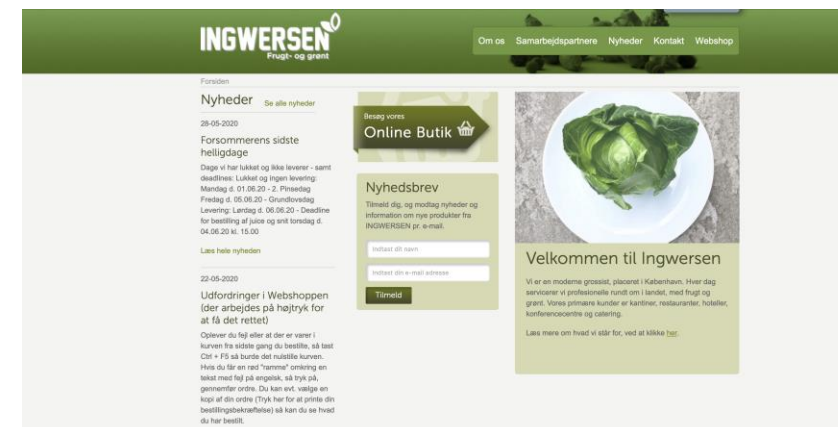 INGWERSEN
Frugt- og grønt
Om os Samarbejdspartnere Nyheder Kontakt Webshop
Forsiden
Nyheder Se alle nyheder
28-05-2020
Forsommerens sidste
helligdage
Dage vi har lukket og ikke leverer - samt
deadlines: Lukket og ingen levering:
Mandag d. 01.06.20 - 2. Pinsedag
Fredag d. 05.06.20 - Grundlovsdag
Levering: Lørdag d. 06.06.20 - Deadline
for bestilling af juice og snit torsdag d.
04.06.20 kl. 15.00
Læs hele nyheden
22-05-2020
Udfordringer i Webshoppen
(der arbejdes på højtryk for
at få det rettet)
Oplever du fejl eller at der er varer i
kurven fra sidste gang du bestilte, så tast
Ctrl + F5 så burde det nulstille kurven.
Hvis du får en rød "ramme" omkring en
tekst med fejl på engelsk, så tryk på,
gennemfør ordre. Du kan evt. vælge en
kopi af din ordre (Tryk her for at printe din
bestillingsbekræftelse) så kan du se hvad
du har bestilt.
Besøg vores
Online Butik
Nyhedsbrev
Tilmeld dig, og modtag nyheder og
information om nye produkter fra
INGWERSEN pr. e-mail.
Indtast dit navn
Indtast din e-mail adresse
Tilmeld
Velkommen til Ingwersen
Vi er en moderne grossist, placeret i København. Hver dag
servicerer vi profesionelle rundt om i landet, med frugt og
grønt. Vores primære kunder er kantiner, restauranter, hoteller,
konferencecentre og catering.
Læs mere om hvad vi står for, ved at klikke her.